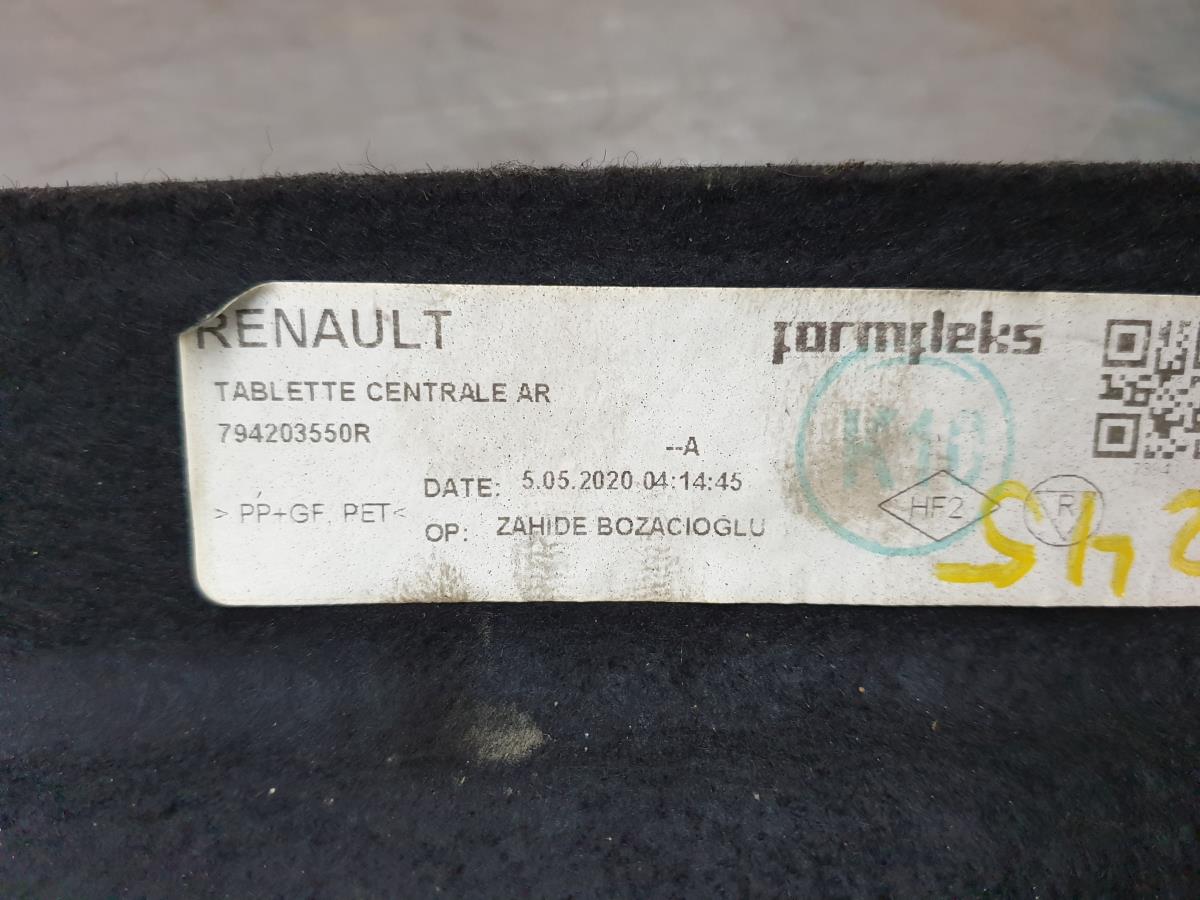 RENAULT
formpleks
TABLETTE CENTRALE AR
794203550R
--A
DATE: 5.05.2020 04:14:45
> PP+GF, PET<
OP: ZAHIDE BOZACIOGLU
K10
HF2
R